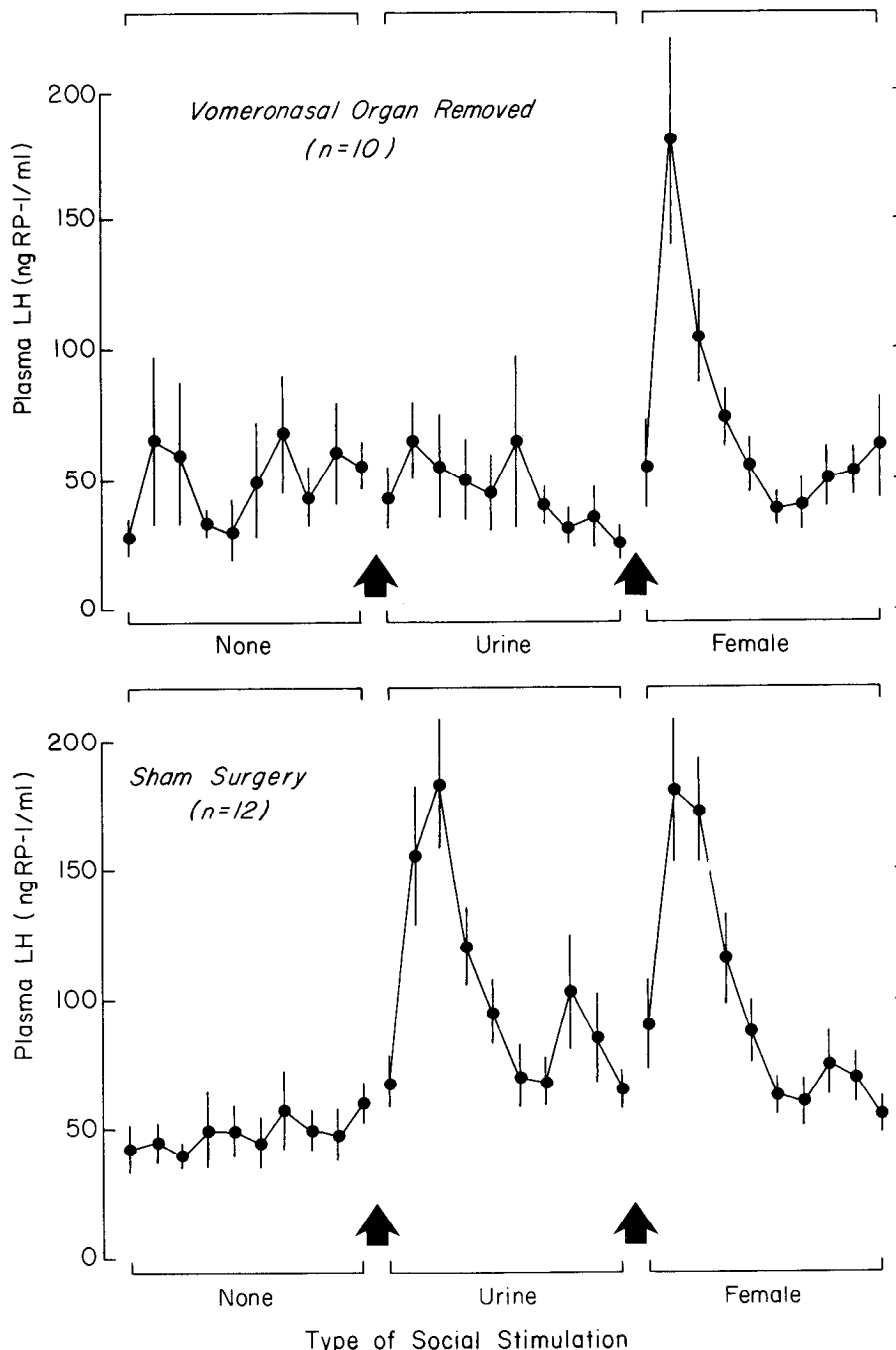 Vomeronasal Organ Removed
(n=10)
Plasma LH (ng RP-1/ml)
200
150
100
50
0
None Urine Female
Sham Surgery
(n=12)
Plasma LH (ng RP-1/ml)
200
150
100
50
0
None Urine Female
Type of Social Stimulation